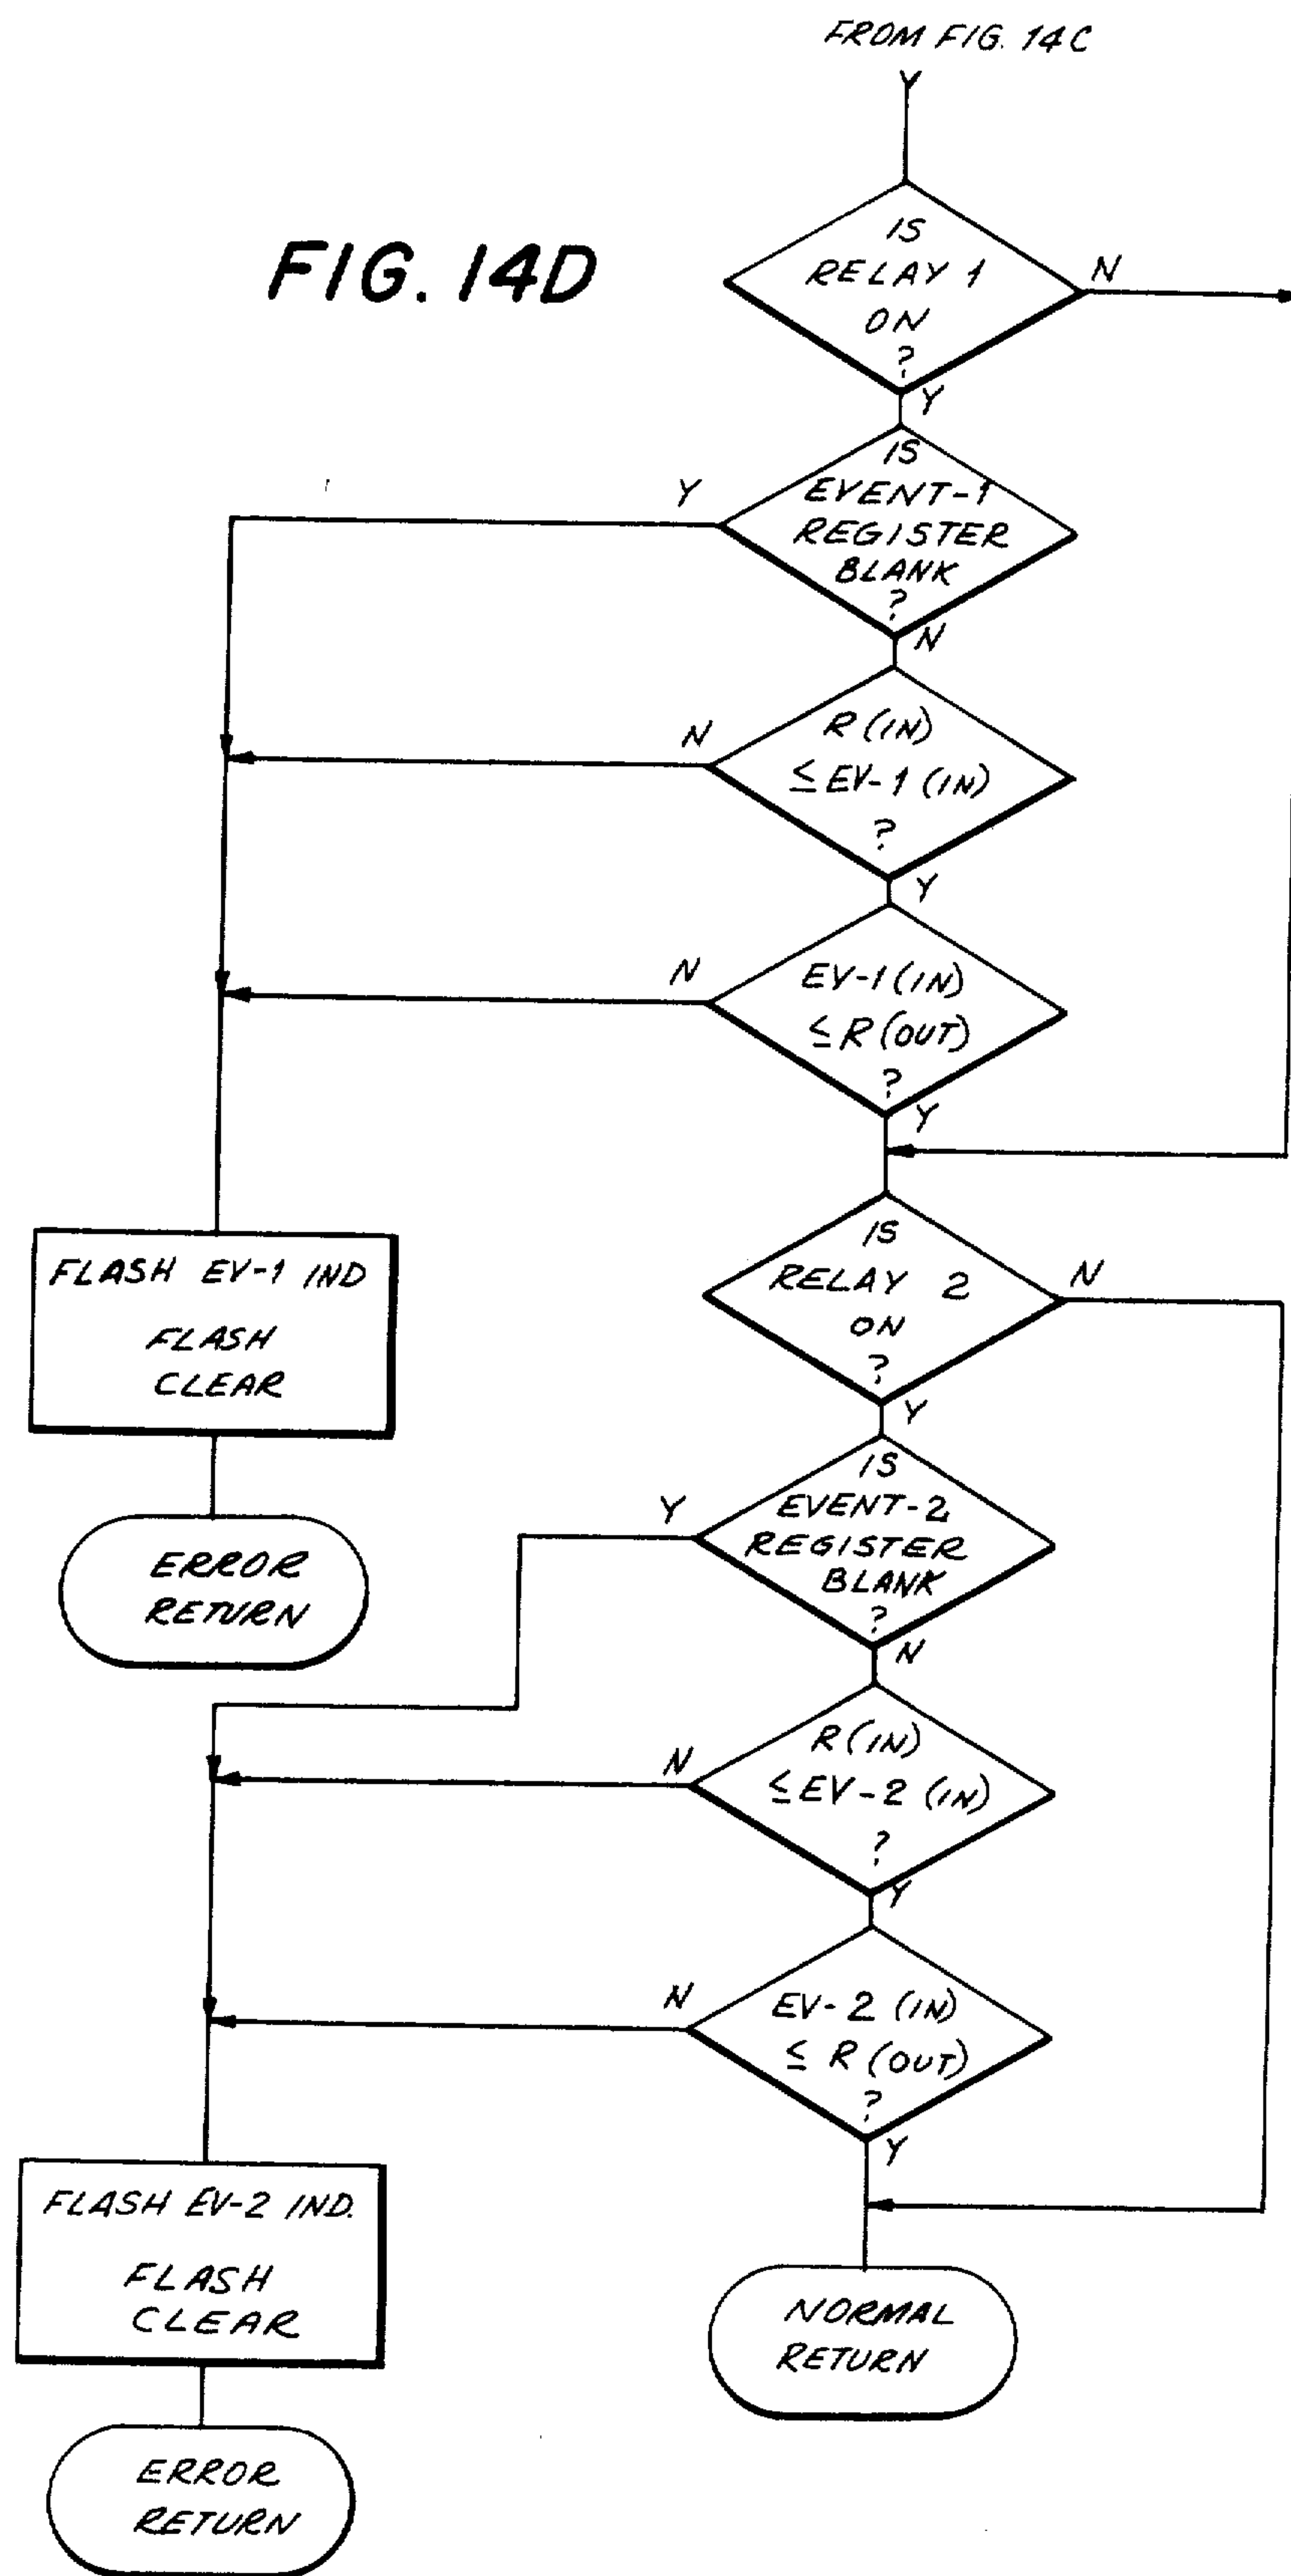 FROM FIG. 14C
Y
FIG. 14D
IS
RELAY 1
ON
?
N
Y
IS
EVENT-1
REGISTER
BLANK
?
Y
N
R (IN)
≤ EV-1 (IN)
?
N
Y
EV-1 (IN)
≤ R (OUT)
?
N
Y
IS
RELAY 2
ON
?
N
Y
FLASH EV-1 IND
FLASH
CLEAR
ERROR
RETURN
IS
EVENT-2
REGISTER
BLANK
?
Y
N
R (IN)
≤ EV-2 (IN)
?
N
Y
EV-2 (IN)
≤ R (OUT)
?
N
Y
FLASH EV-2 IND.
FLASH
CLEAR
ERROR
RETURN
NORMAL
RETURN